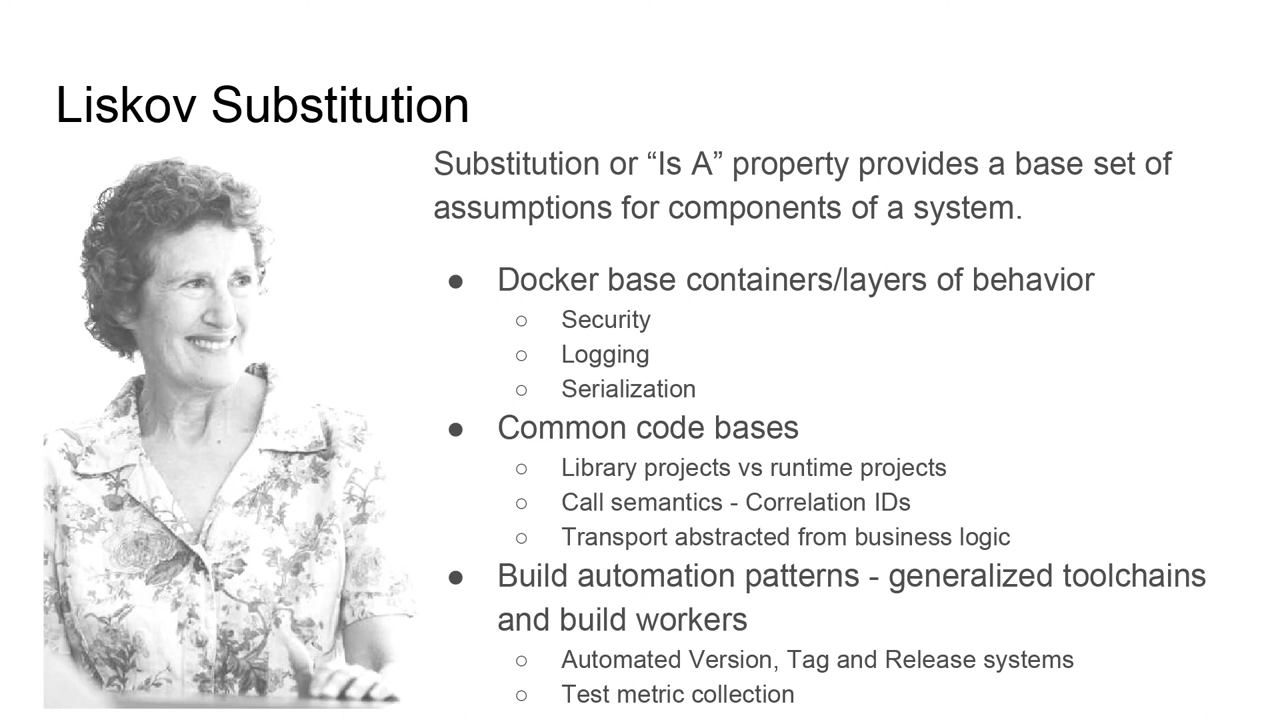 Liskov Substitution
Substitution or “Is A” property provides a base set of
assumptions for components of a system.
● Docker base containers/layers of behavior
○ Security
○ Logging
○ Serialization
● Common code bases
○ Library projects vs runtime projects
○ Call semantics - Correlation IDs
○ Transport abstracted from business logic
● Build automation patterns - generalized toolchains
and build workers
○ Automated Version, Tag and Release systems
○ Test metric collection